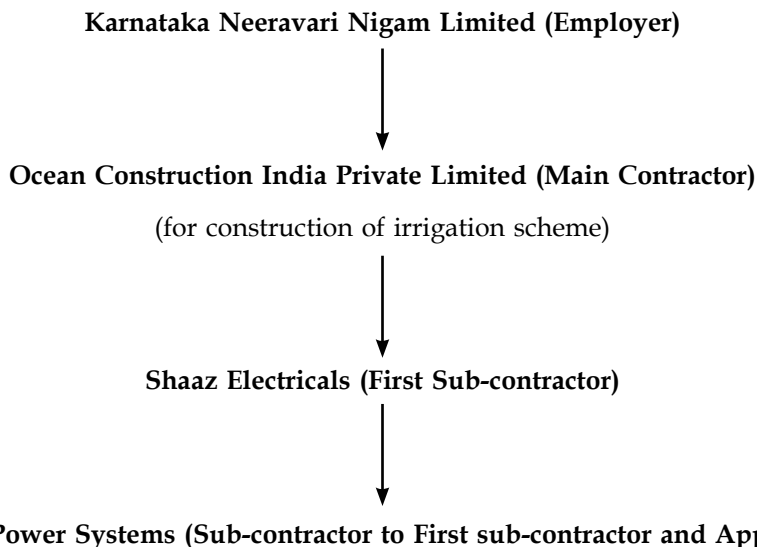 Karnataka Neeravari Nigam Limited (Employer)
Ocean Construction India Private Limited (Main Contractor)
(for construction of irrigation scheme)
Shaaz Electricals (First Sub-contractor)
Power Systems (Sub-contractor to First sub-contractor and